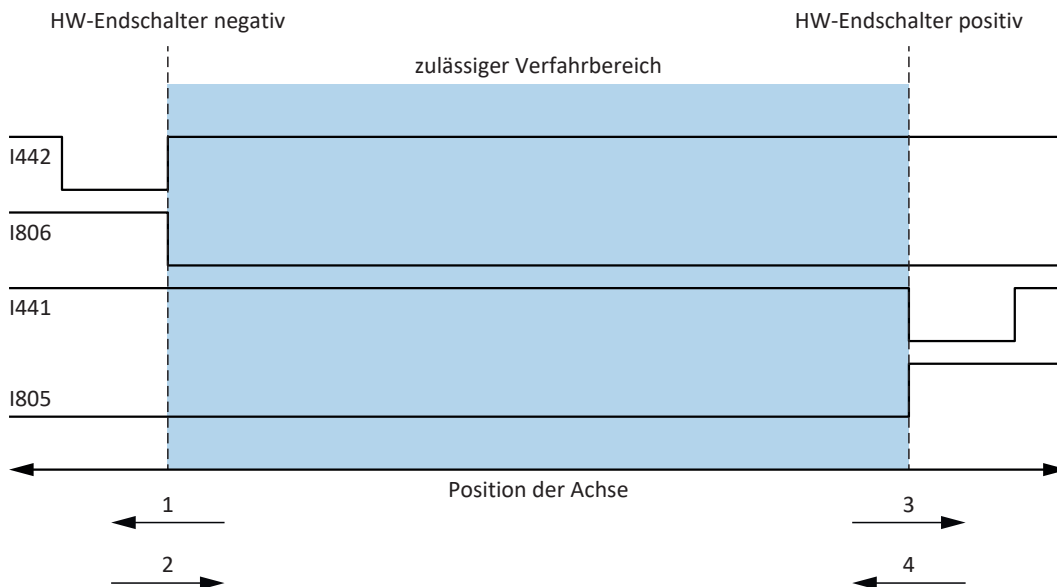 HW-Endschalter negativ
HW-Endschalter positiv
zulässiger Verfahrbereich
I442
I806
I441
I805
Position der Achse
1
3
2
4